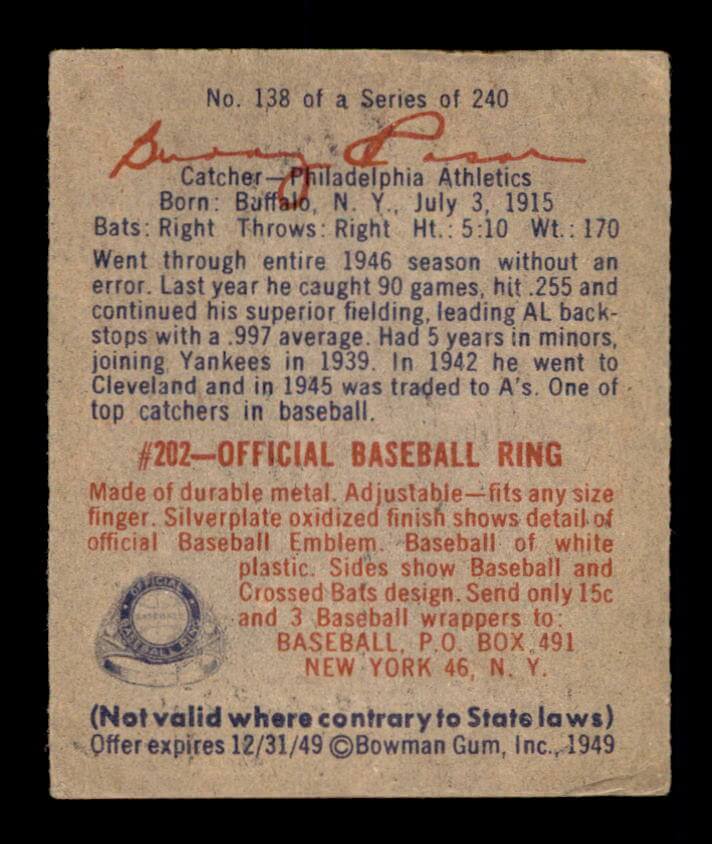 No. 138 of a Series of 240
Buddy Rosar
Catcher—Philadelphia Athletics
Born: Buffalo, N. Y., July 3, 1915
Bats: Right Throws: Right Ht.: 5:10 Wt.: 170
Went through entire 1946 season without an
error. Last year he caught 90 games, hit .255 and
continued his superior fielding, leading AL back-
stops with a .997 average. Had 5 years in minors,
joining Yankees in 1939. In 1942 he went to
Cleveland and in 1945 was traded to A's. One of
top catchers in baseball.
#202—OFFICIAL BASEBALL RING
Made of durable metal. Adjustable—fits any size
finger. Silverplate oxidized finish shows detail of
official Baseball Emblem. Baseball of white
plastic. Sides show Baseball and
Crossed Bats design. Send only 15c
and 3 Baseball wrappers to:
BASEBALL, P.O. BOX 491
NEW YORK 46, N. Y.
OFFICIAL
BASEBALL RING
(Not valid where contrary to State laws)
Offer expires 12/31/49 ©Bowman Gum, Inc., 1949